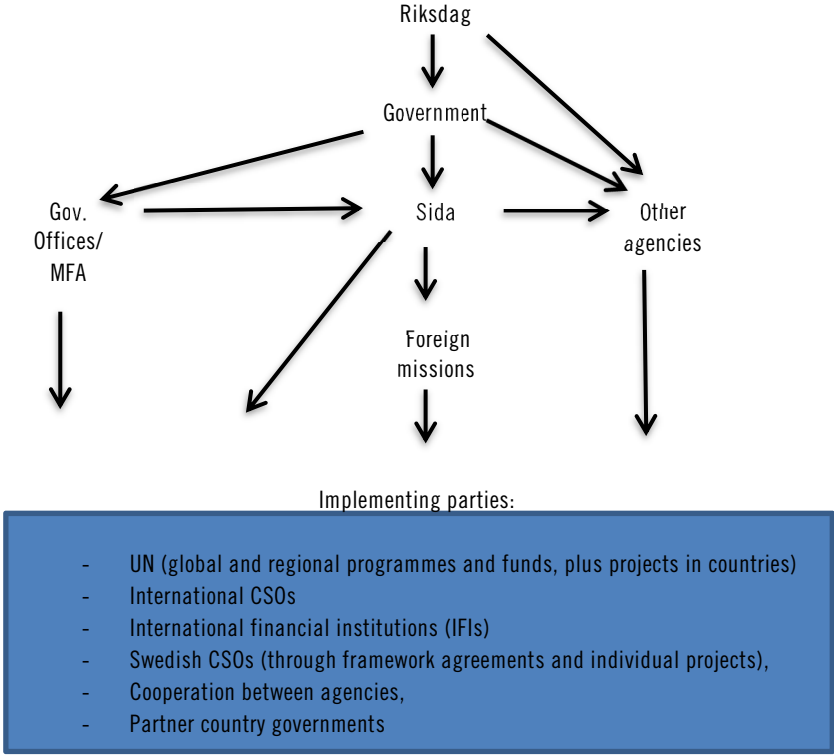 Riksdag
Government
Gov.
Offices/
MFA
Sida
Other
agencies
Foreign
missions
Implementing parties:
- UN (global and regional programmes and funds, plus projects in countries)
- International CSOs
- International financial institutions (IFIs)
- Swedish CSOs (through framework agreements and individual projects),
- Cooperation between agencies,
- Partner country governments